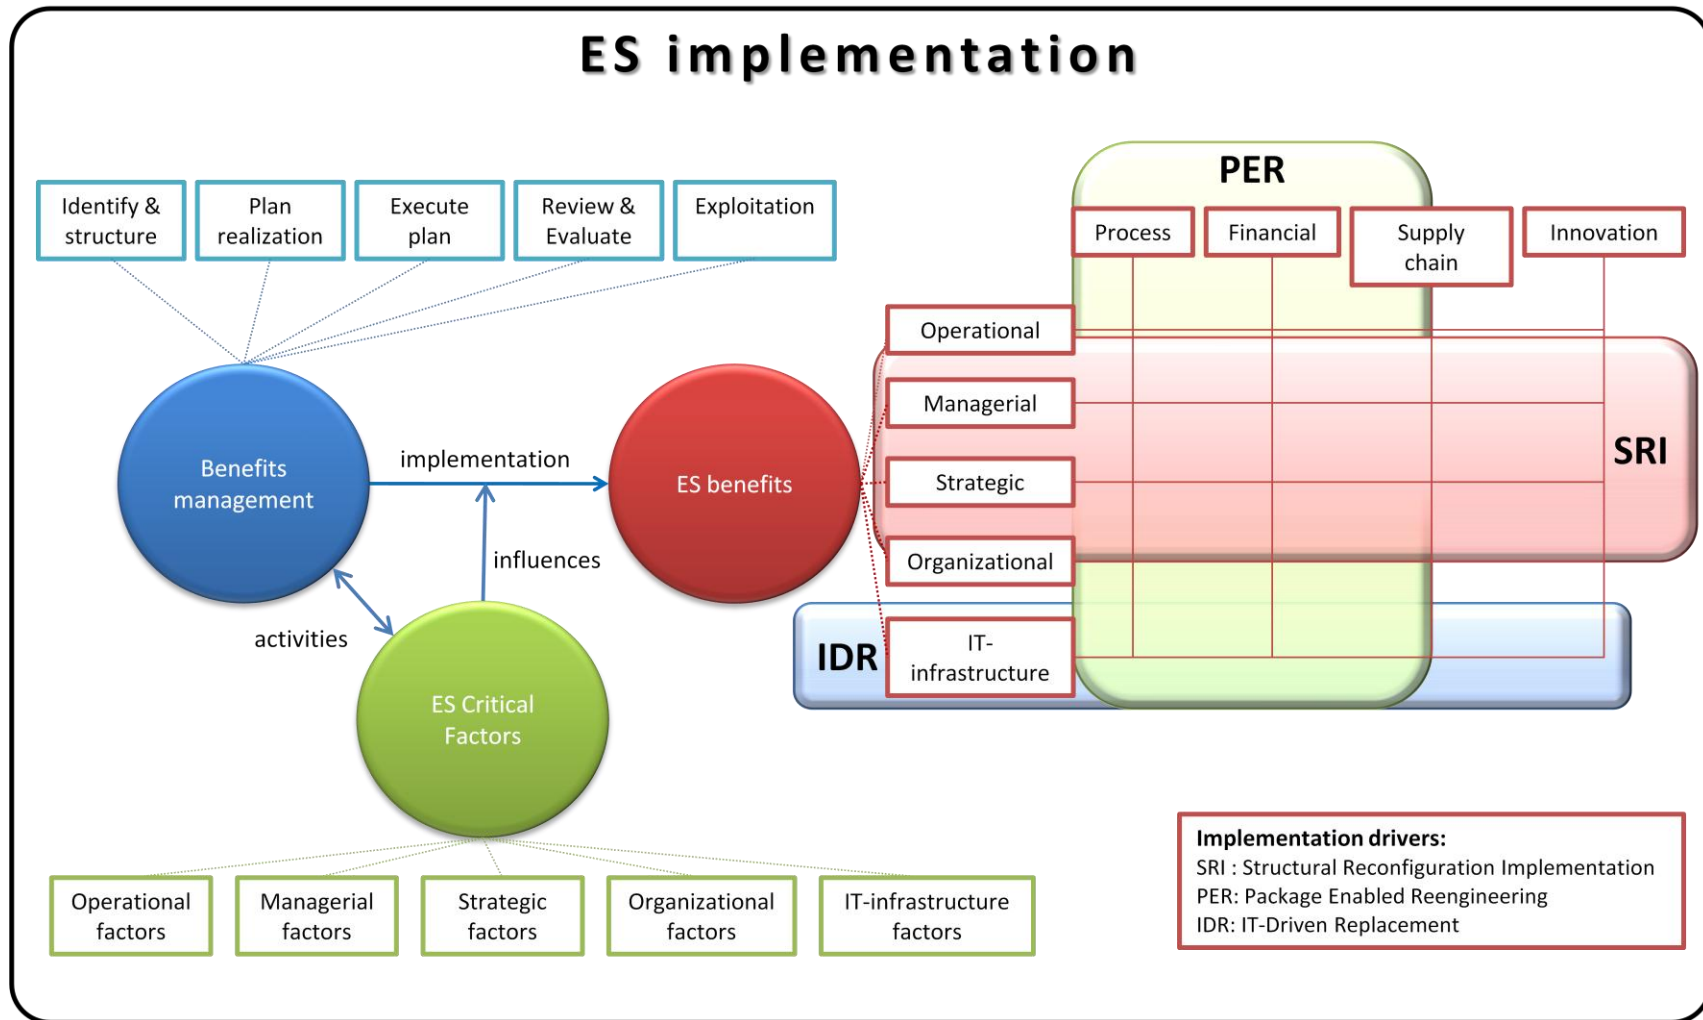 ES implementation
Identify &
structure
Plan
realization
Execute
plan
Review &
Evaluate
Exploitation
PER
Process
Financial
Supply
chain
Innovation
Operational
Managerial
Strategic
Organizational
IT-
infrastructure
SRI
IDR
Benefits
management
implementation
ES benefits
influences
activities
ES Critical
Factors
Operational
factors
Managerial
factors
Strategic
factors
Organizational
factors
IT-infrastructure
factors
Implementation drivers:
SRI : Structural Reconfiguration Implementation
PER: Package Enabled Reengineering
IDR: IT-Driven Replacement